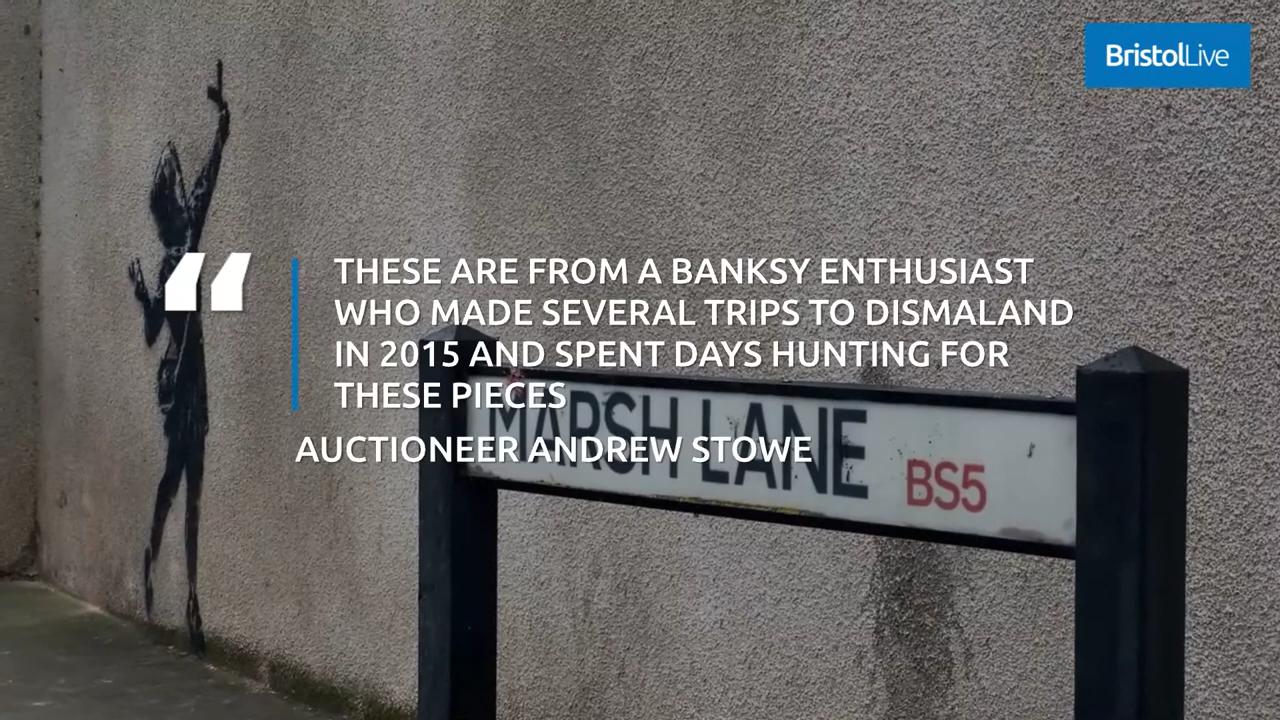 BristolLive
THESE ARE FROM A BANKSY ENTHUSIAST
WHO MADE SEVERAL TRIPS TO DISMALAND
IN 2015 AND SPENT DAYS HUNTING FOR
THESE PIECES
AUCTIONEER ANDREW STOWE
MARSH LANE BS5